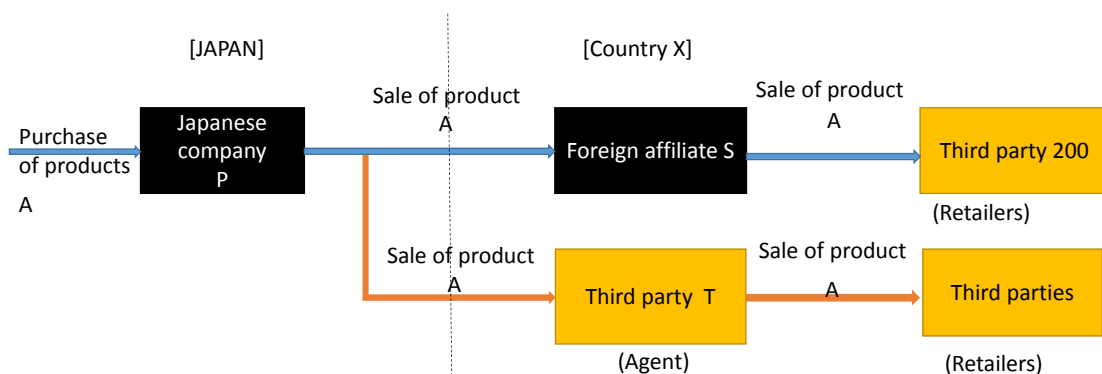 [JAPAN]
[Country X]
Purchase
of products
A
Japanese
company
P
Sale of product
A
Foreign affiliate S
Sale of product
A
Third party 200
(Retailers)
Sale of product
A
Third party T
(Agent)
Sale of product
A
Third parties
(Retailers)